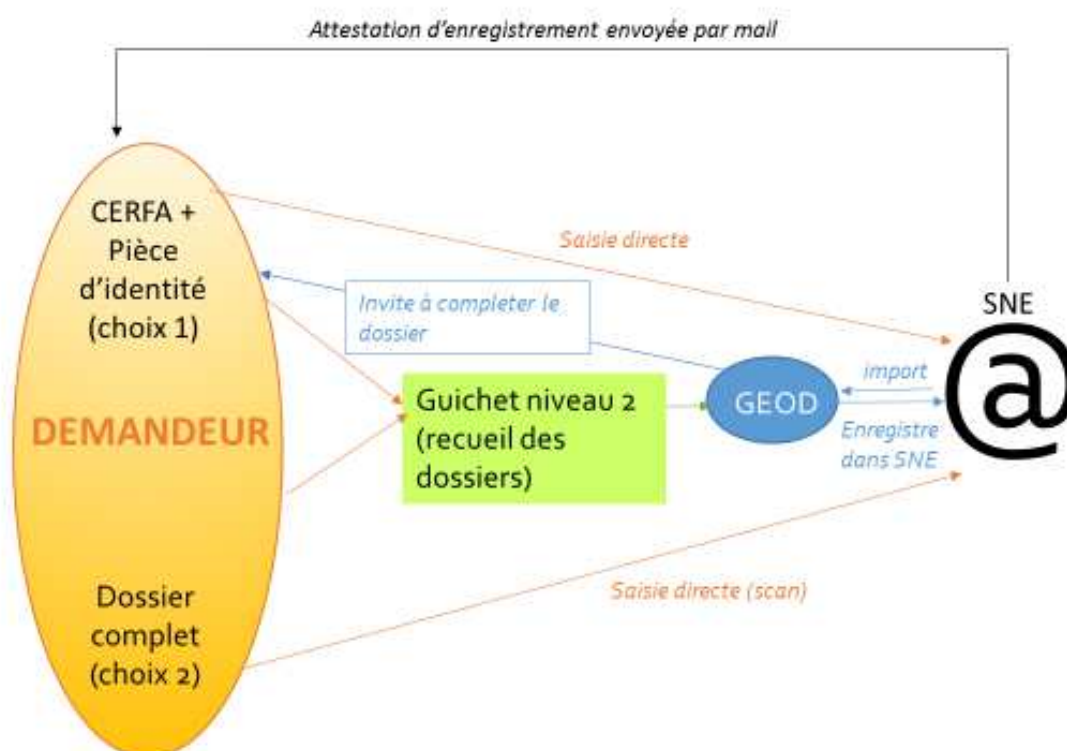 Attestation d'enregistrement envoyée par mail
CERFA +
Pièce
d'identité
(choix 1)
DEMANDEUR
Dossier
complet
(choix 2)
Saisie directe
Invite à completer le
dossier
Guichet niveau 2
(recueil des
dossiers)
GEOD
import
Enregistre
dans SNE
SNE
@
Saisie directe (scan)